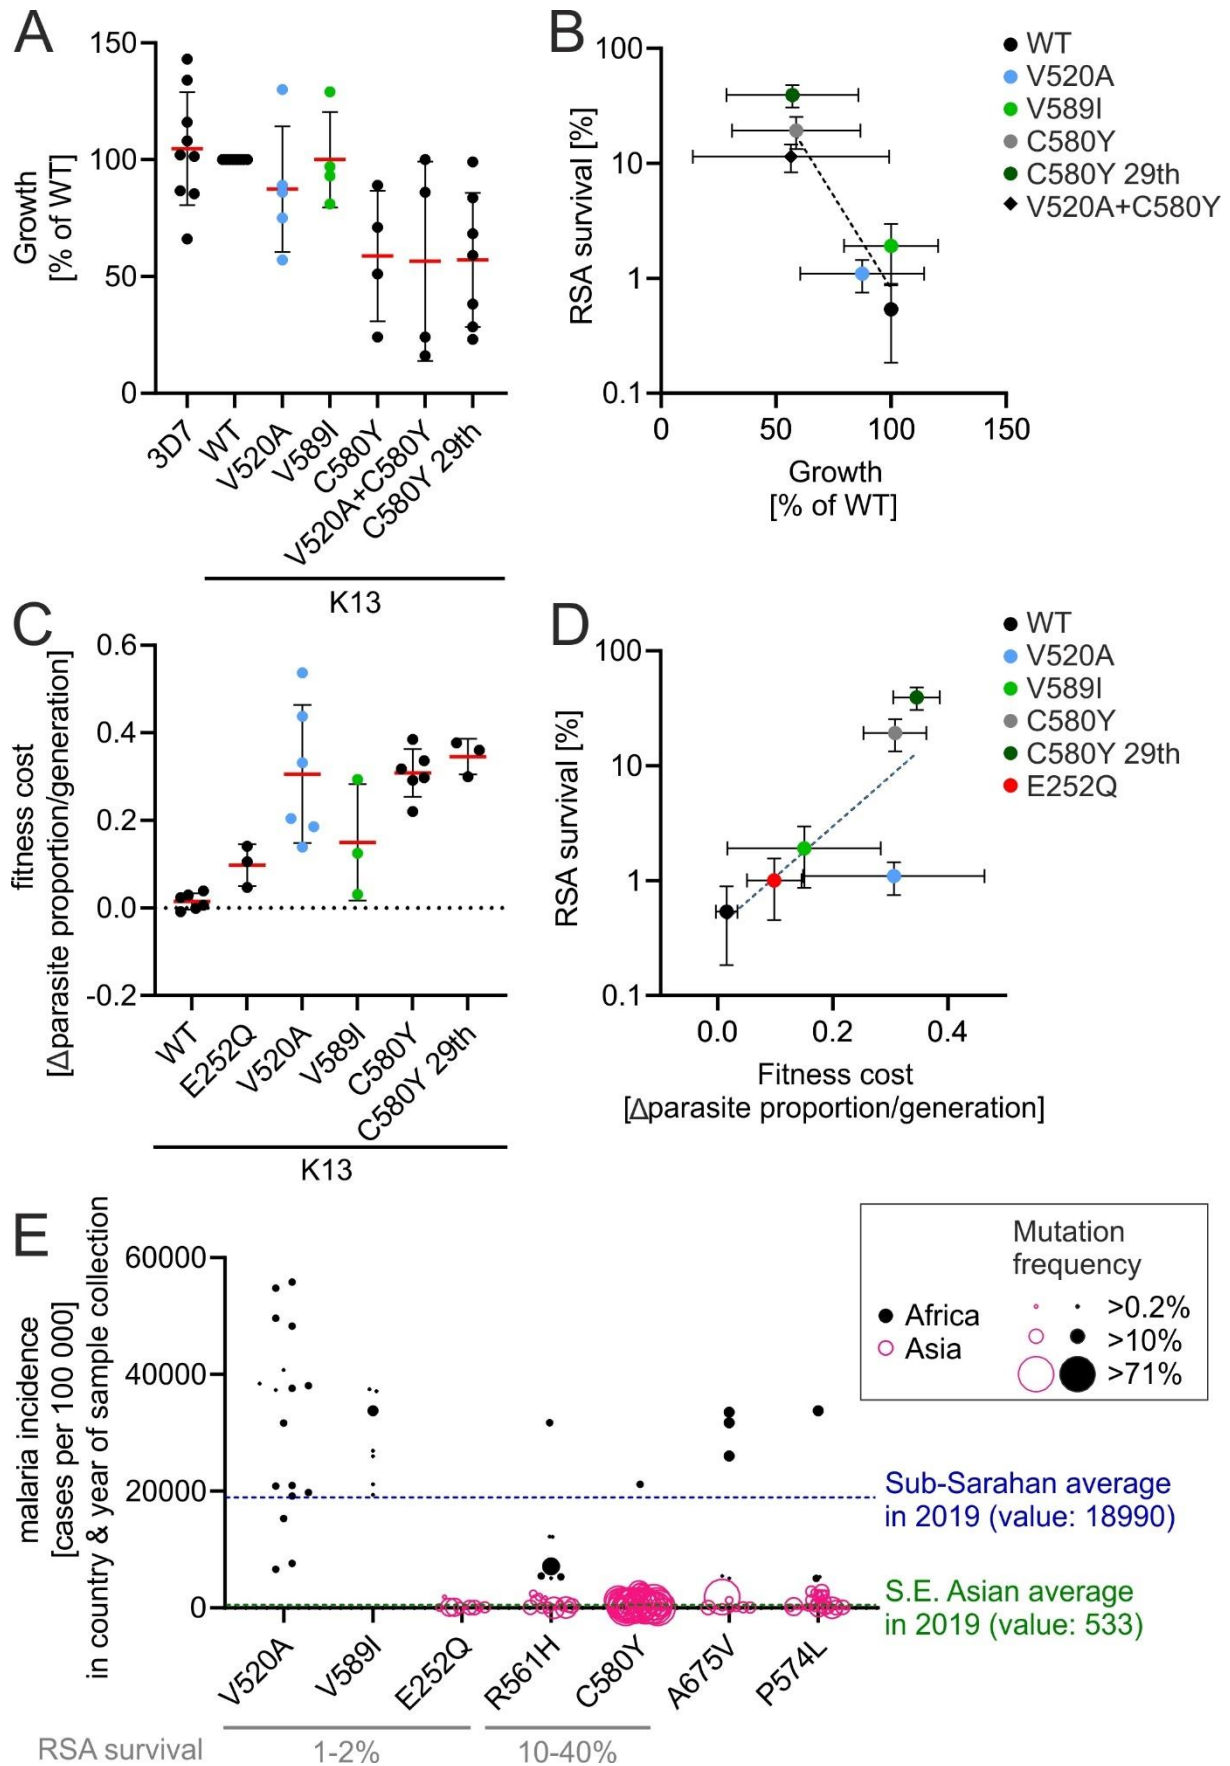 A
150
100
50
0
Growth
[% of WT]
3D7
WT
V520A
V589I
C580Y
V520A+C580Y
C580Y 29th
K13
B
100
10
1
0.1
RSA survival [%]
0
50
100
150
Growth
[% of WT]
WT
V520A
V589I
C580Y
C580Y 29th
V520A+C580Y
C
0.6
0.4
0.2
0.0
-0.2
fitness cost
[Δparasite proportion/generation]
WT
E252Q
V520A
V589I
C580Y
C580Y 29th
K13
D
100
10
1
0.1
RSA survival [%]
0.0
0.2
0.4
Fitness cost
[Δparasite proportion/generation]
WT
V520A
V589I
C580Y
C580Y 29th
E252Q
E
60000
40000
20000
0
malaria incidence
[cases per 100 000]
in country & year of sample collection
Africa
Asia
Mutation
frequency
>0.2%
>10%
>71%
Sub-Sarahan average
in 2019 (value: 18990)
S.E. Asian average
in 2019 (value: 533)
V520A
V589I
E252Q
R561H
C580Y
A675V
P574L
RSA survival
1-2%
10-40%